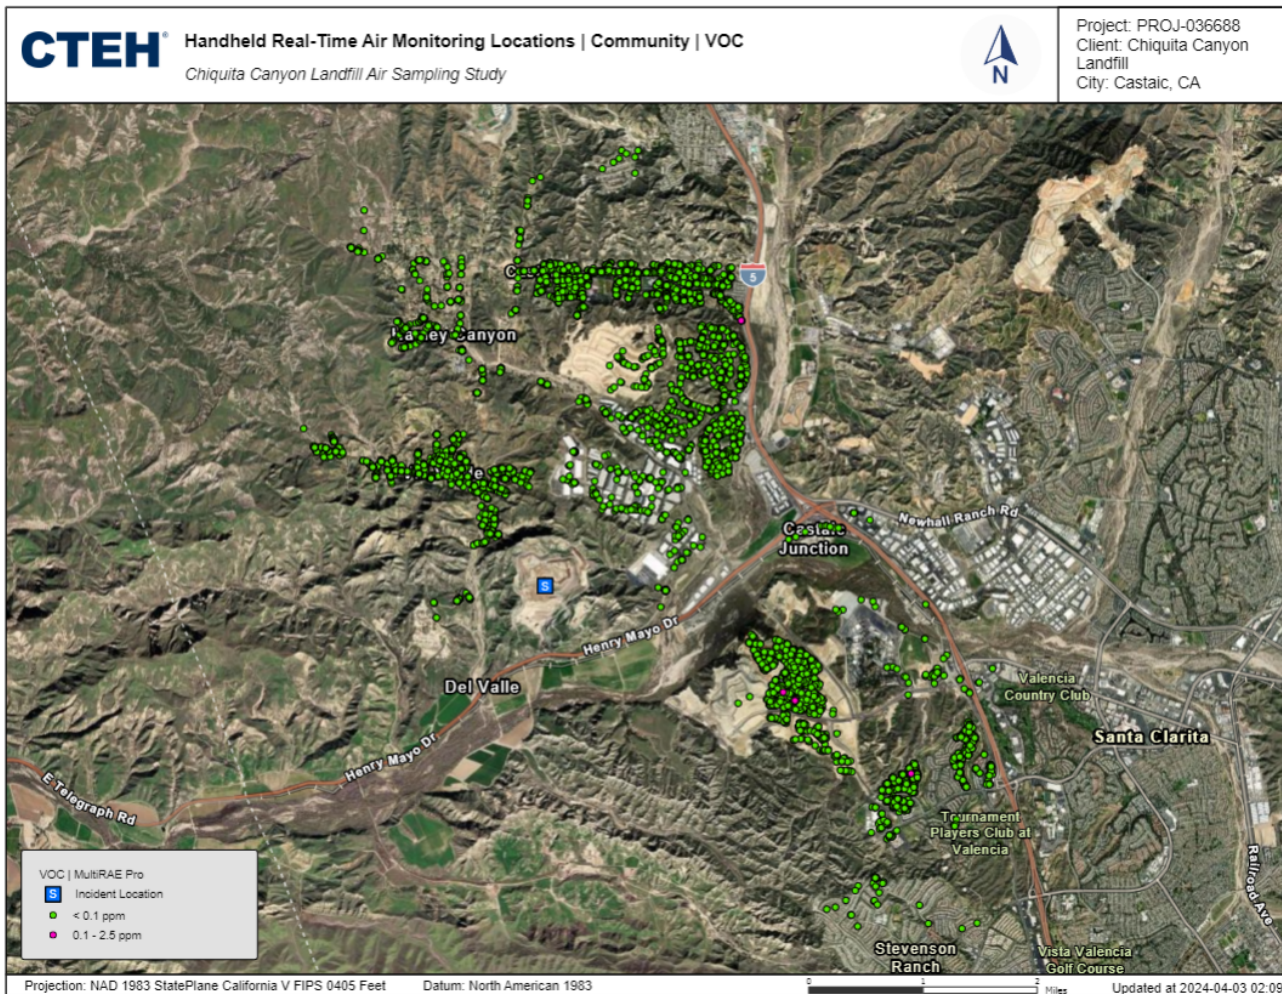 CTEH®
Handheld Real-Time Air Monitoring Locations | Community | VOC
Chiquita Canyon Landfill Air Sampling Study
N
Project: PROJ-036688
Client: Chiquita Canyon
Landfill
City: Castaic, CA
5
Canyon
S
Castaic
Junction
Newhall Ranch Rd
Henry Mayo Dr
Del Valle
Valencia
Country Club
Santa Clarita
Henry Mayo Dr
E Telegraph Rd
Tournament
Players Club at
Valencia
Railroad Ave
Stevenson
Ranch
Vista Valencia
Golf Course
VOC | MultiRAE Pro
S Incident Location
< 0.1 ppm
0.1 - 2.5 ppm
Projection: NAD 1983 StatePlane California V FIPS 0405 Feet
Datum: North American 1983
0 1 2
Miles
Updated at 2024-04-03 02:09